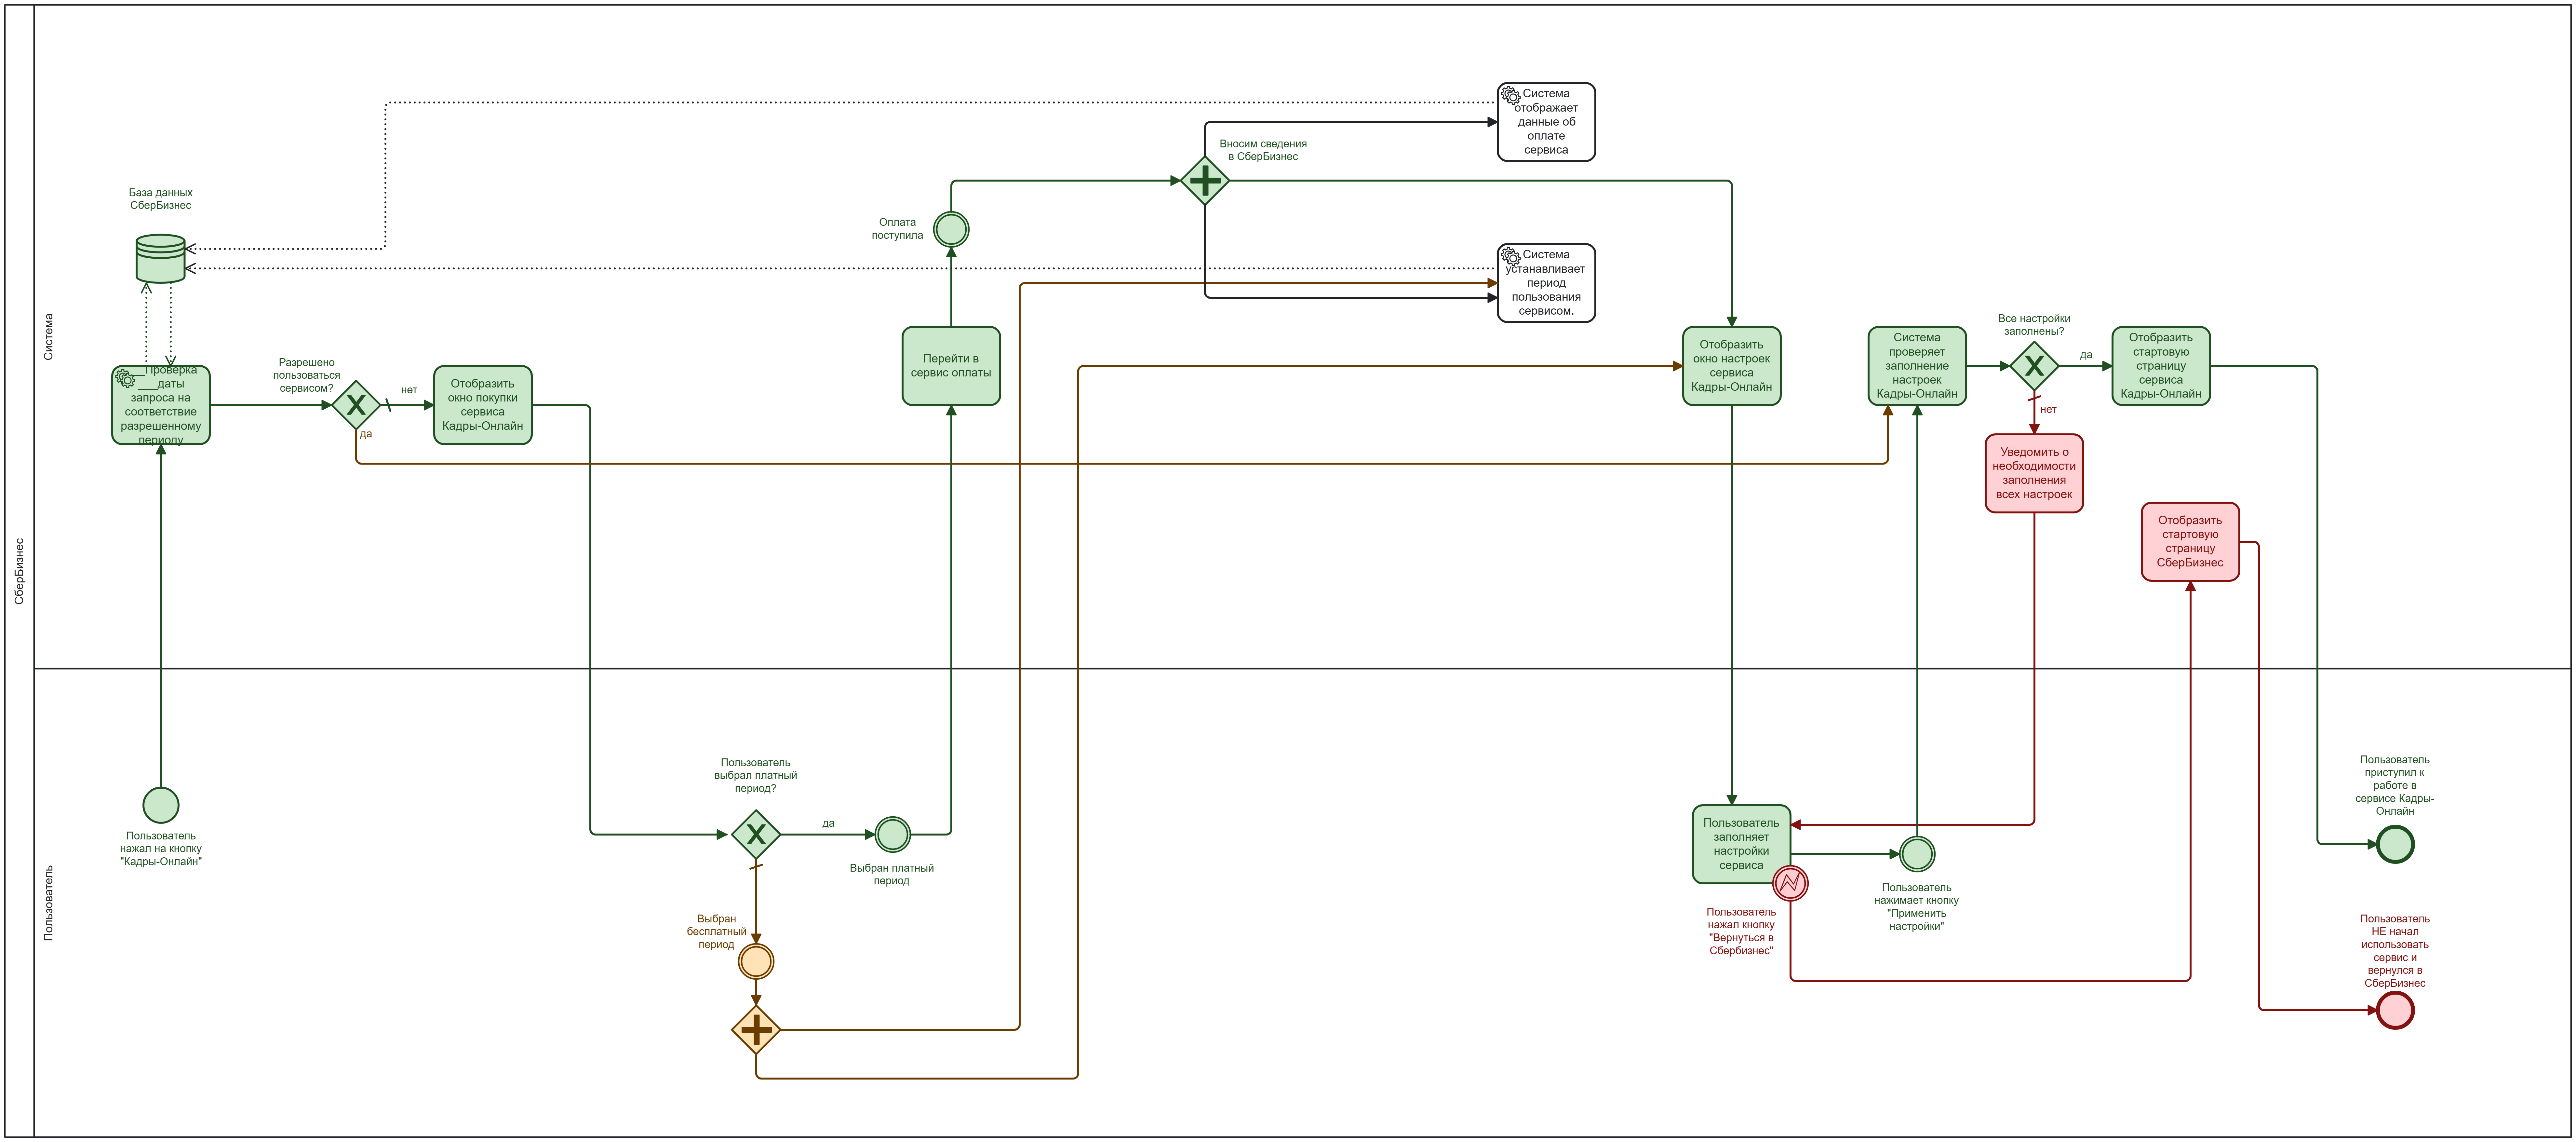 СберБизнес
Система
Пользователь
База данных
СберБизнес
___Проверка
___даты
запроса на
соответствие
разрешенному
периоду
Пользователь
нажал на кнопку
"Кадры-Онлайн"
Разрешено
пользоваться
сервисом?
нет
да
Отобразить
окно покупки
сервиса
Кадры-Онлайн
Пользователь
выбрал платный
период?
да
Выбран платный
период
Выбран
бесплатный
период
Перейти в
сервис оплаты
Оплата
поступила
Вносим сведения
в СберБизнес
Система
отображает
данные об
оплате
сервиса
Система
устанавливает
период
пользования
сервисом.
Отобразить
окно настроек
сервиса
Кадры-Онлайн
Пользователь
заполняет
настройки
сервиса
Пользователь
нажал кнопку
"Вернуться в
Сбербизнес"
Пользователь
нажимает кнопку
"Применить
настройки"
Система
проверяет
заполнение
настроек
Кадры-Онлайн
Все настройки
заполнены?
да
нет
Отобразить
стартовую
страницу
сервиса
Кадры-Онлайн
Уведомить о
необходимости
заполнения
всех настроек
Отобразить
стартовую
страницу
СберБизнес
Пользователь
приступил к
работе в
сервисе Кадры-
Онлайн
Пользователь
НЕ начал
использовать
сервис и
вернулся в
СберБизнес